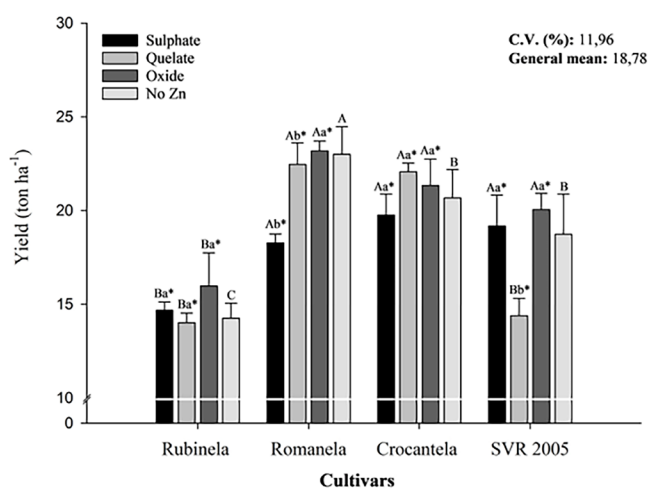 30
25
20
15
10
0
Yield (ton ha-1)
Sulphate
Quelate
Oxide
No Zn
C.V. (%): 11,96
General mean: 18,78
Ba* Ba* Ba* C
Ab* Ab* Aa* A
Aa* Aa* Aa* B
Aa* Bb* Aa* B
Rubinela Romanela Crocantela SVR 2005
Cultivars